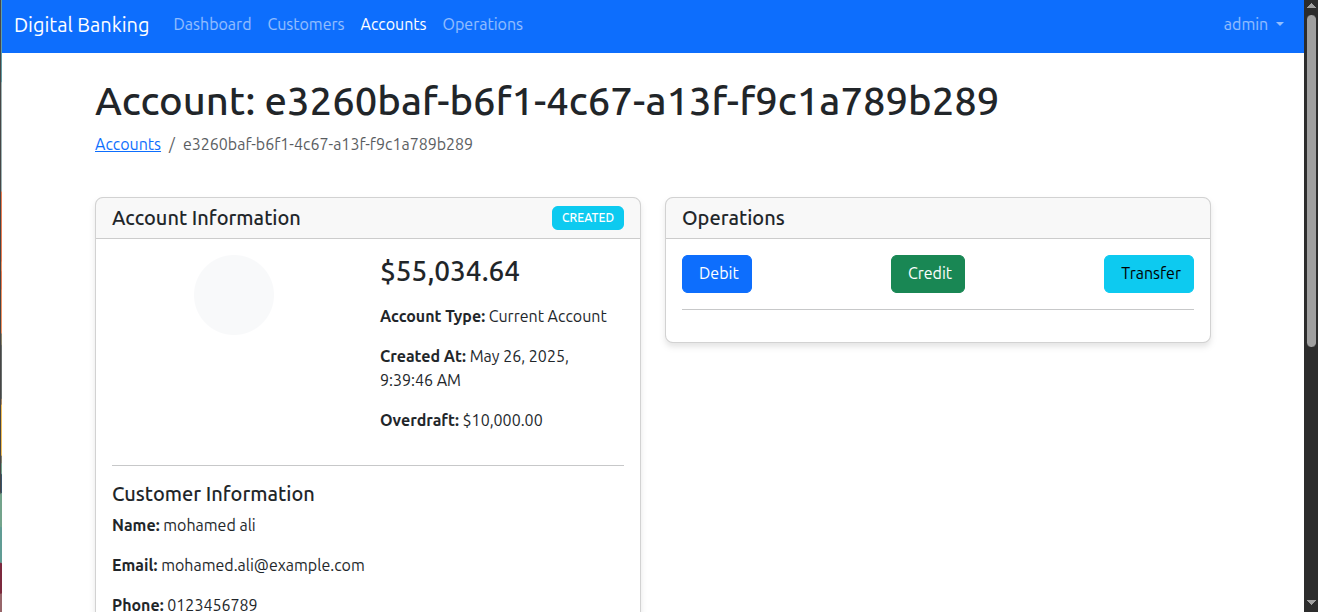 Digital Banking Dashboard Customers Accounts Operations admin
Account: e3260baf-b6f1-4c67-a13f-f9c1a789b289
Accounts / e3260baf-b6f1-4c67-a13f-f9c1a789b289
Account Information CREATED
$55,034.64
Account Type: Current Account
Created At: May 26, 2025,
9:39:46 AM
Overdraft: $10,000.00
Customer Information
Name: mohamed ali
Email: mohamed.ali@example.com
Phone: 0123456789
Operations
Debit Credit Transfer